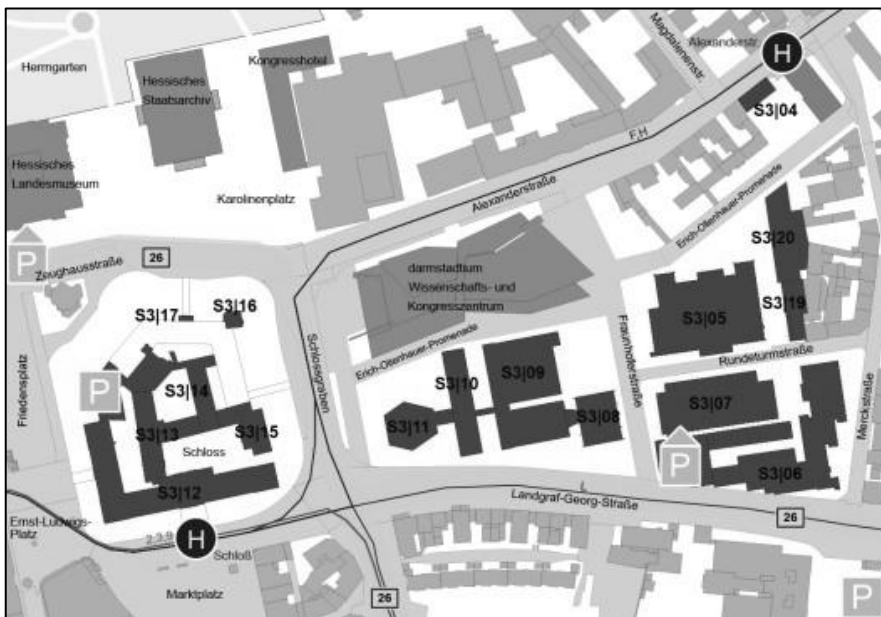 Herrngarten
Hessisches
Staatsarchiv
Kongresshotel
Magdalenenstr.
Alexanderstr.
H
S3|04
F,H
Hessisches
Landesmuseum
Karolinenplatz
Alexanderstraße
Erich-Ollenhauer-Promenade
P
Zeughausstraße
26
S3|20
darmstadtium
Wissenschafts- und
Kongresszentrum
S3|17
S3|16
S3|19
S3|05
Friedensplatz
Schlossgraben
Erich-Ollenhauer-Promenade
Fraunhoferstraße
Rundeturmstraße
P
S3|14
S3|10
S3|09
S3|07
Merckstraße
S3|13
S3|15
S3|11
S3|08
Schloss
P
S3|06
S3|12
L
Landgraf-Georg-Straße
26
Ernst-Ludwigs-
Platz
2-3-9
H
Schloß
Marktplatz
26
P